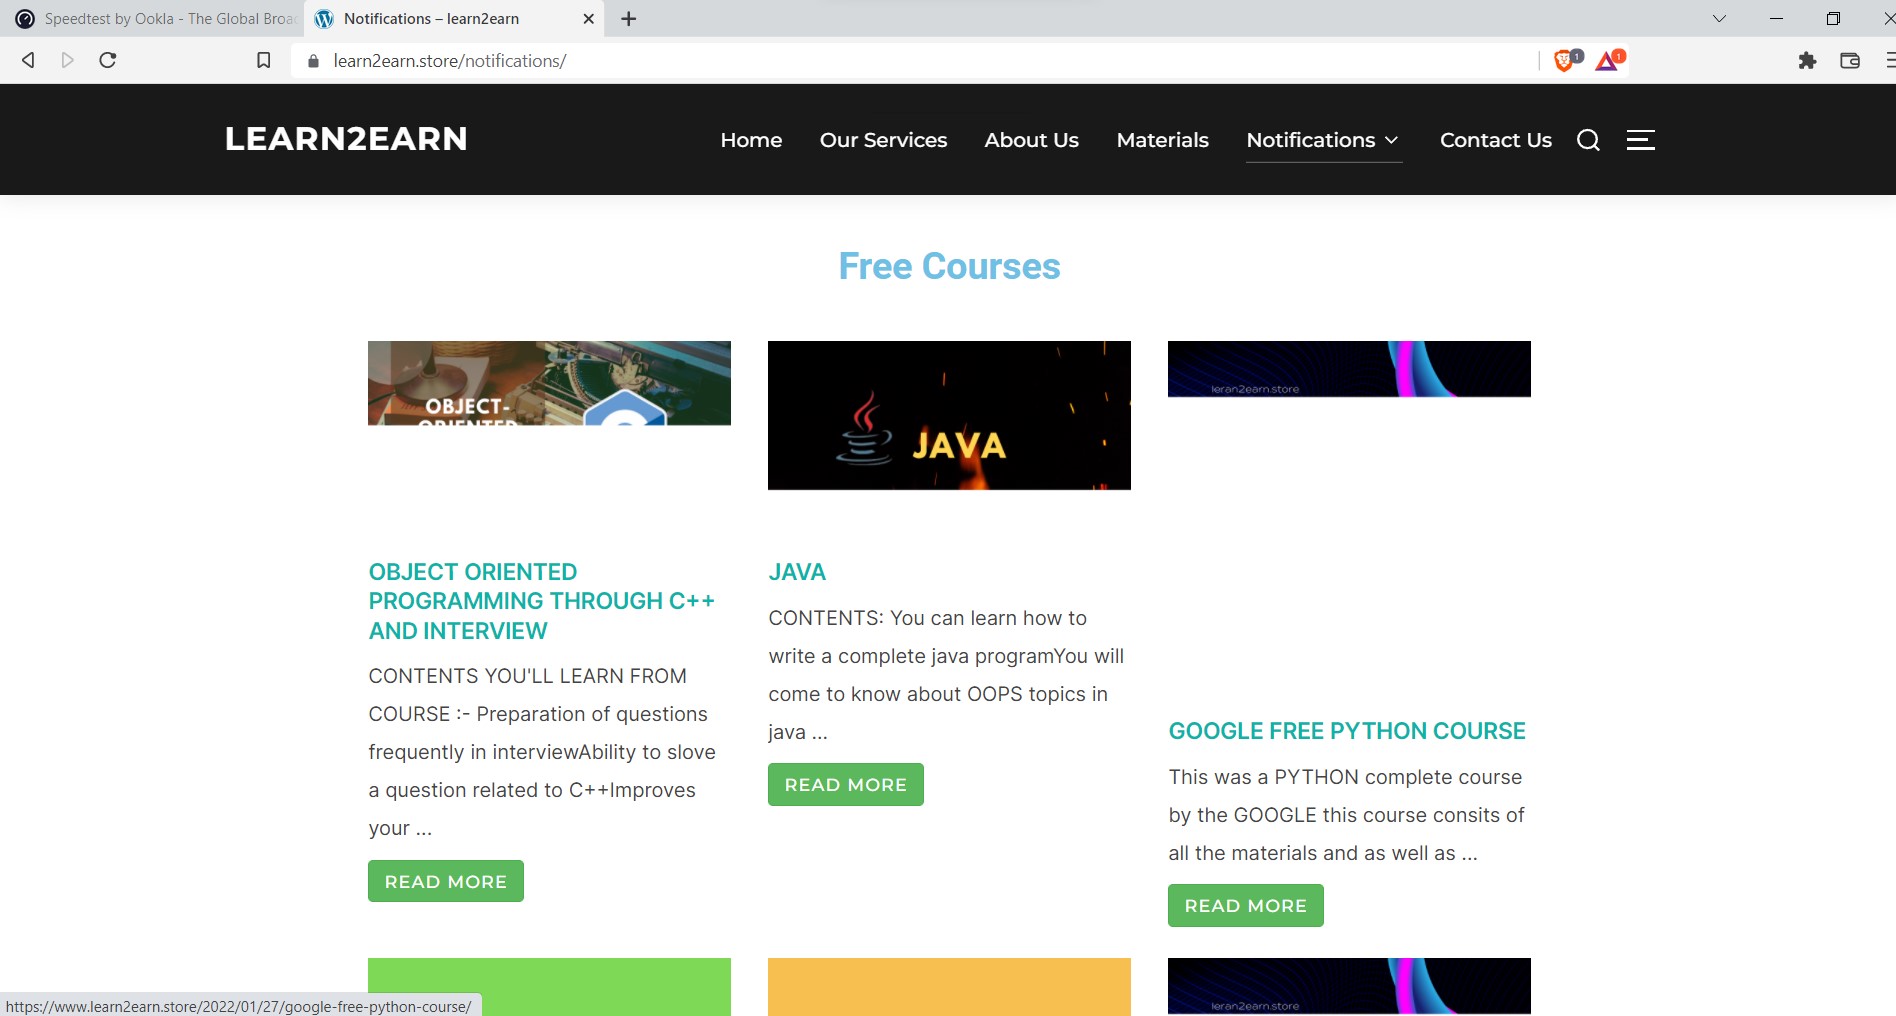 Speedtest by Ookla - The Global Broa
Notifications – learn2earn
learn2earn.store/notifications/
1
1
LEARN2EARN
Home
Our Services
About Us
Materials
Notifications
Contact Us
Free Courses
OBJECT-
ORIENTED
JAVA
leran2earn.store
OBJECT ORIENTED
PROGRAMMING THROUGH C++
AND INTERVIEW
CONTENTS YOU'LL LEARN FROM
COURSE :- Preparation of questions
frequently in interviewAbility to slove
a question related to C++Improves
your ...
READ MORE
JAVA
CONTENTS: You can learn how to
write a complete java programYou will
come to know about OOPS topics in
java ...
READ MORE
GOOGLE FREE PYTHON COURSE
This was a PYTHON complete course
by the GOOGLE this course consits of
all the materials and as well as ...
READ MORE
leran2earn.store
https://www.learn2earn.store/2022/01/27/google-free-python-course/